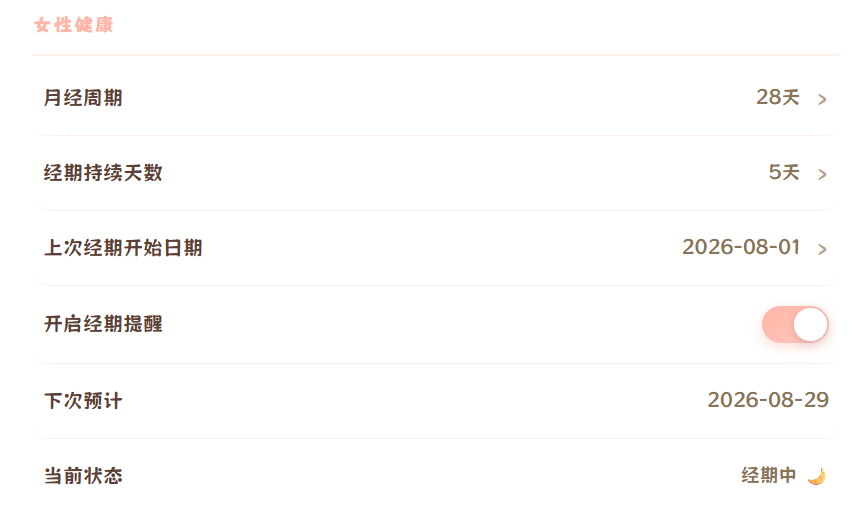 女性健康
月经周期 28天 >
经期持续天数 5天 >
上次经期开始日期 2026-08-01 >
开启经期提醒
下次预计 2026-08-29
当前状态 经期中 🌙